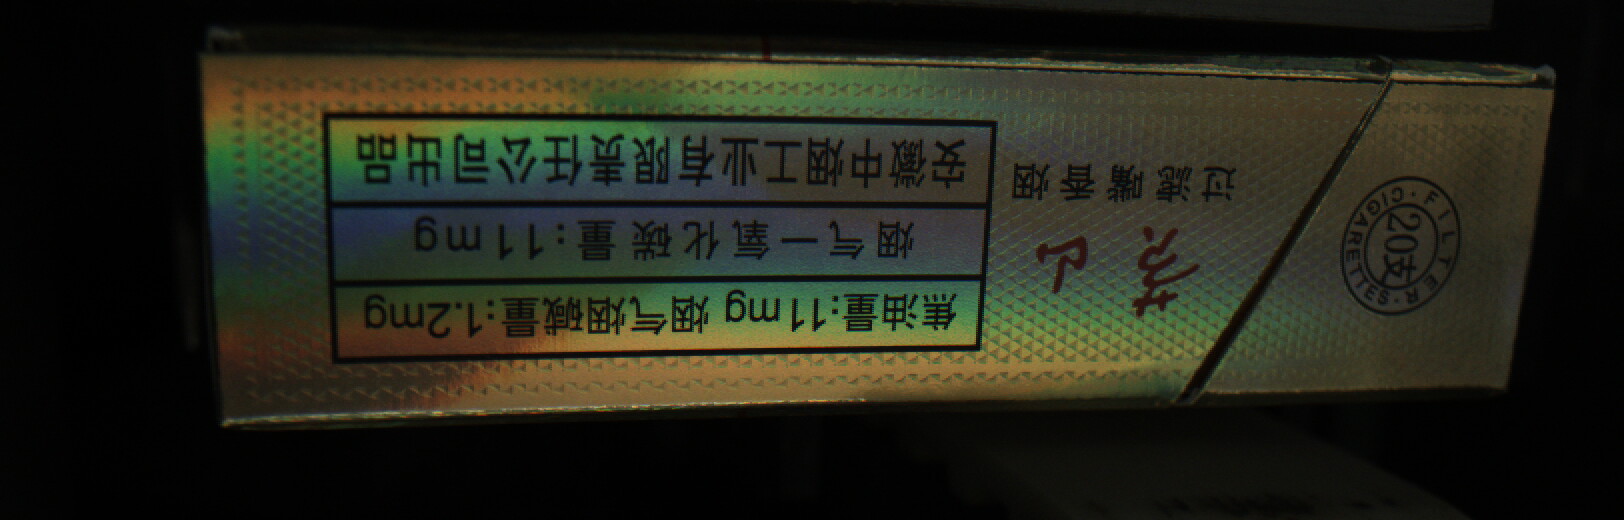 FILTER·CIGARETTES·
20支
黄山
过滤嘴香烟
焦油量:11mg 烟气烟碱量:1.2mg
烟气一氧化碳量:11mg
安徽中烟工业有限责任公司出品